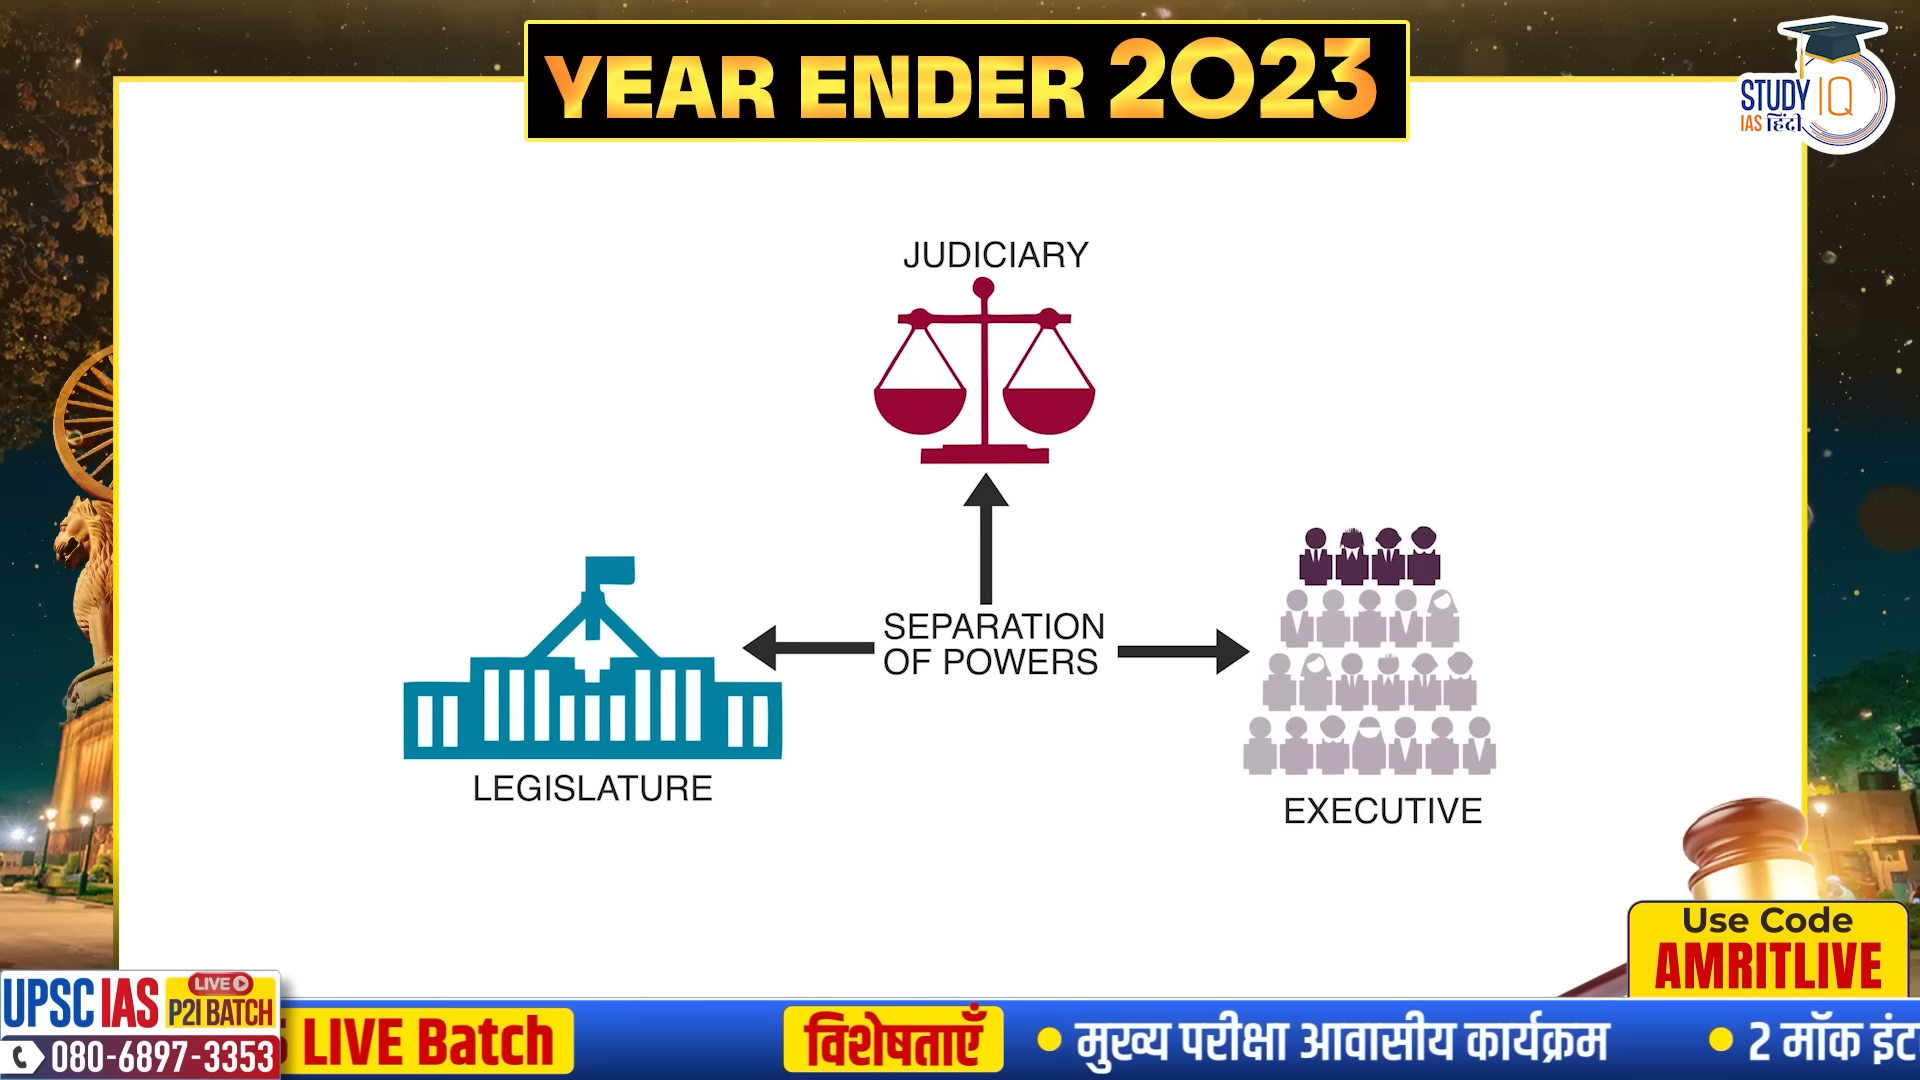 YEAR ENDER 2023
STUDY IQ
IAS हिंदी
JUDICIARY
SEPARATION
OF POWERS
LEGISLATURE
EXECUTIVE
Use Code
AMRITLIVE
UPSC IAS
LIVE
P2I BATCH
080-6897-3353
LIVE Batch
विशेषताएँ
• मुख्य परीक्षा आवासीय कार्यक्रम
• 2 मॉक